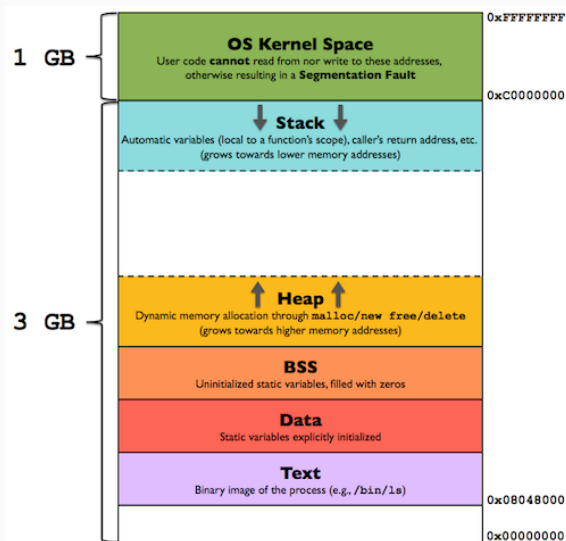 0xFFFFFFFF
OS Kernel Space
1 GB
User code cannot read from nor write to these addresses,
otherwise resulting in a Segmentation Fault
0xC0000000
Stack
Automatic variables (local to a function's scope), caller's return address, etc.
(grows towards lower memory addresses)
3 GB
Heap
Dynamic memory allocation through malloc/new free/delete
(grows towards higher memory addresses)
BSS
Uninitialized static variables, filled with zeros
Data
Static variables explicitly initialized
Text
Binary image of the process (e.g., /bin/ls)
0x08048000
0x00000000